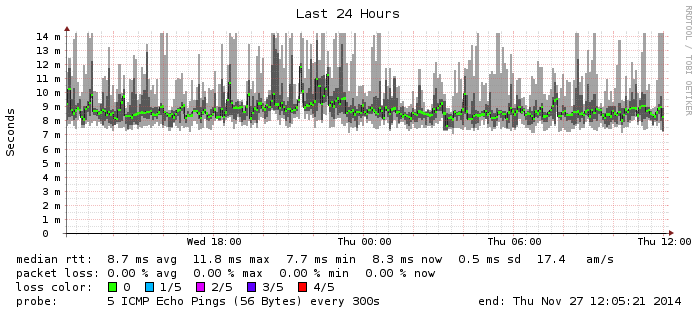 Last 24 Hours
RRDTOOL / TOBI OETIKER
Seconds
14 m
13 m
12 m
11 m
10 m
9 m
8 m
7 m
6 m
5 m
4 m
3 m
2 m
1 m
0
Wed 18:00 Thu 00:00 Thu 06:00 Thu 12:00
median rtt: 8.7 ms avg 11.8 ms max 7.7 ms min 8.3 ms now 0.5 ms sd 17.4 am/s
packet loss: 0.00 % avg 0.00 % max 0.00 % min 0.00 % now
loss color: 0 1/5 2/5 3/5 4/5
probe: 5 ICMP Echo Pings (56 Bytes) every 300s end: Thu Nov 27 12:05:21 2014